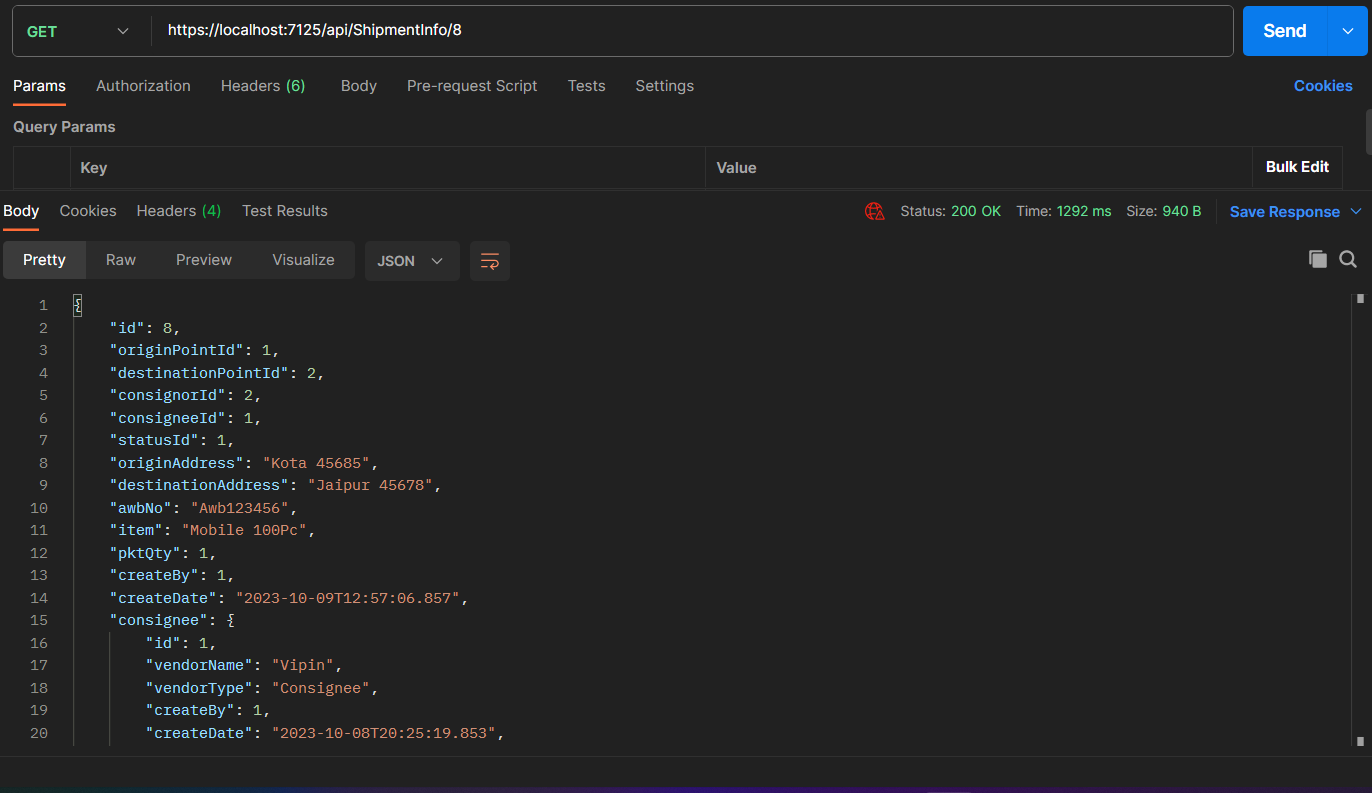 GET https://localhost:7125/api/ShipmentInfo/8 Send
Params Authorization Headers (6) Body Pre-request Script Tests Settings Cookies
Query Params
Key Value Bulk Edit
Body Cookies Headers (4) Test Results Status: 200 OK Time: 1292 ms Size: 940 B Save Response
Pretty Raw Preview Visualize JSON
1 {
2 "id": 8,
3 "originPointId": 1,
4 "destinationPointId": 2,
5 "consignorId": 2,
6 "consigneeId": 1,
7 "statusId": 1,
8 "originAddress": "Kota 45685",
9 "destinationAddress": "Jaipur 45678",
10 "awbNo": "Awb123456",
11 "item": "Mobile 100Pc",
12 "pktQty": 1,
13 "createBy": 1,
14 "createDate": "2023-10-09T12:57:06.857",
15 "consignee": {
16 "id": 1,
17 "vendorName": "Vipin",
18 "vendorType": "Consignee",
19 "createBy": 1,
20 "createDate": "2023-10-08T20:25:19.853",